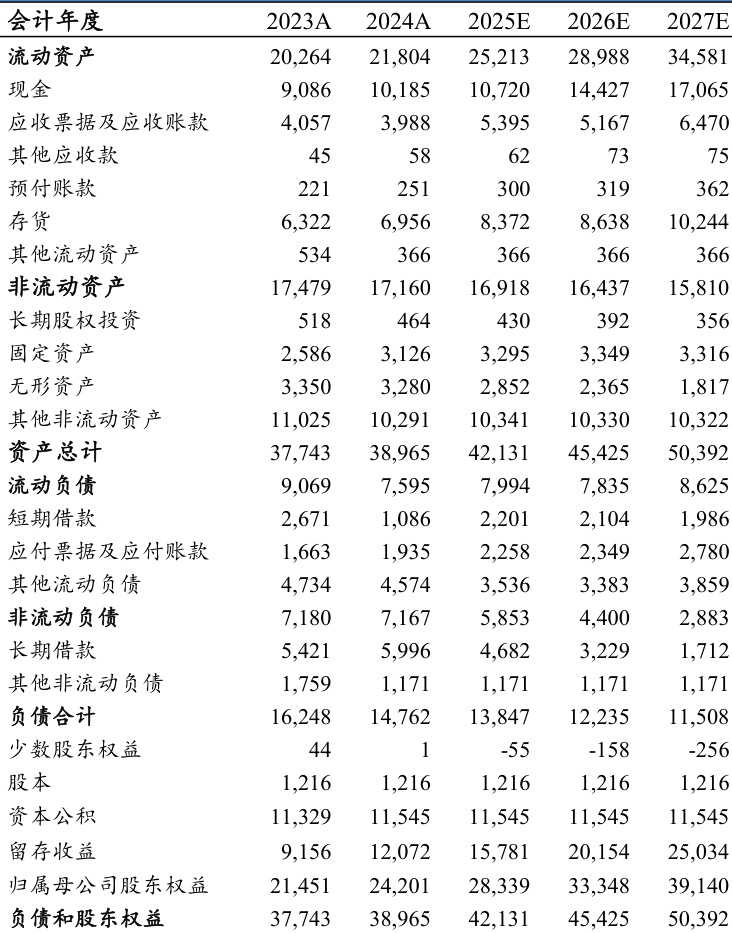 会计年度 2023A 2024A 2025E 2026E 2027E
流动资产 20,264 21,804 25,213 28,988 34,581
现金 9,086 10,185 10,720 14,427 17,065
应收票据及应收账款 4,057 3,988 5,395 5,167 6,470
其他应收款 45 58 62 73 75
预付账款 221 251 300 319 362
存货 6,322 6,956 8,372 8,638 10,244
其他流动资产 534 366 366 366 366
非流动资产 17,479 17,160 16,918 16,437 15,810
长期股权投资 518 464 430 392 356
固定资产 2,586 3,126 3,295 3,349 3,316
无形资产 3,350 3,280 2,852 2,365 1,817
其他非流动资产 11,025 10,291 10,341 10,330 10,322
资产总计 37,743 38,965 42,131 45,425 50,392
流动负债 9,069 7,595 7,994 7,835 8,625
短期借款 2,671 1,086 2,201 2,104 1,986
应付票据及应付账款 1,663 1,935 2,258 2,349 2,780
其他流动负债 4,734 4,574 3,536 3,383 3,859
非流动负债 7,180 7,167 5,853 4,400 2,883
长期借款 5,421 5,996 4,682 3,229 1,712
其他非流动负债 1,759 1,171 1,171 1,171 1,171
负债合计 16,248 14,762 13,847 12,235 11,508
少数股东权益 44 1 -55 -158 -256
股本 1,216 1,216 1,216 1,216 1,216
资本公积 11,329 11,545 11,545 11,545 11,545
留存收益 9,156 12,072 15,781 20,154 25,034
归属母公司股东权益 21,451 24,201 28,339 33,348 39,140
负债和股东权益 37,743 38,965 42,131 45,425 50,392